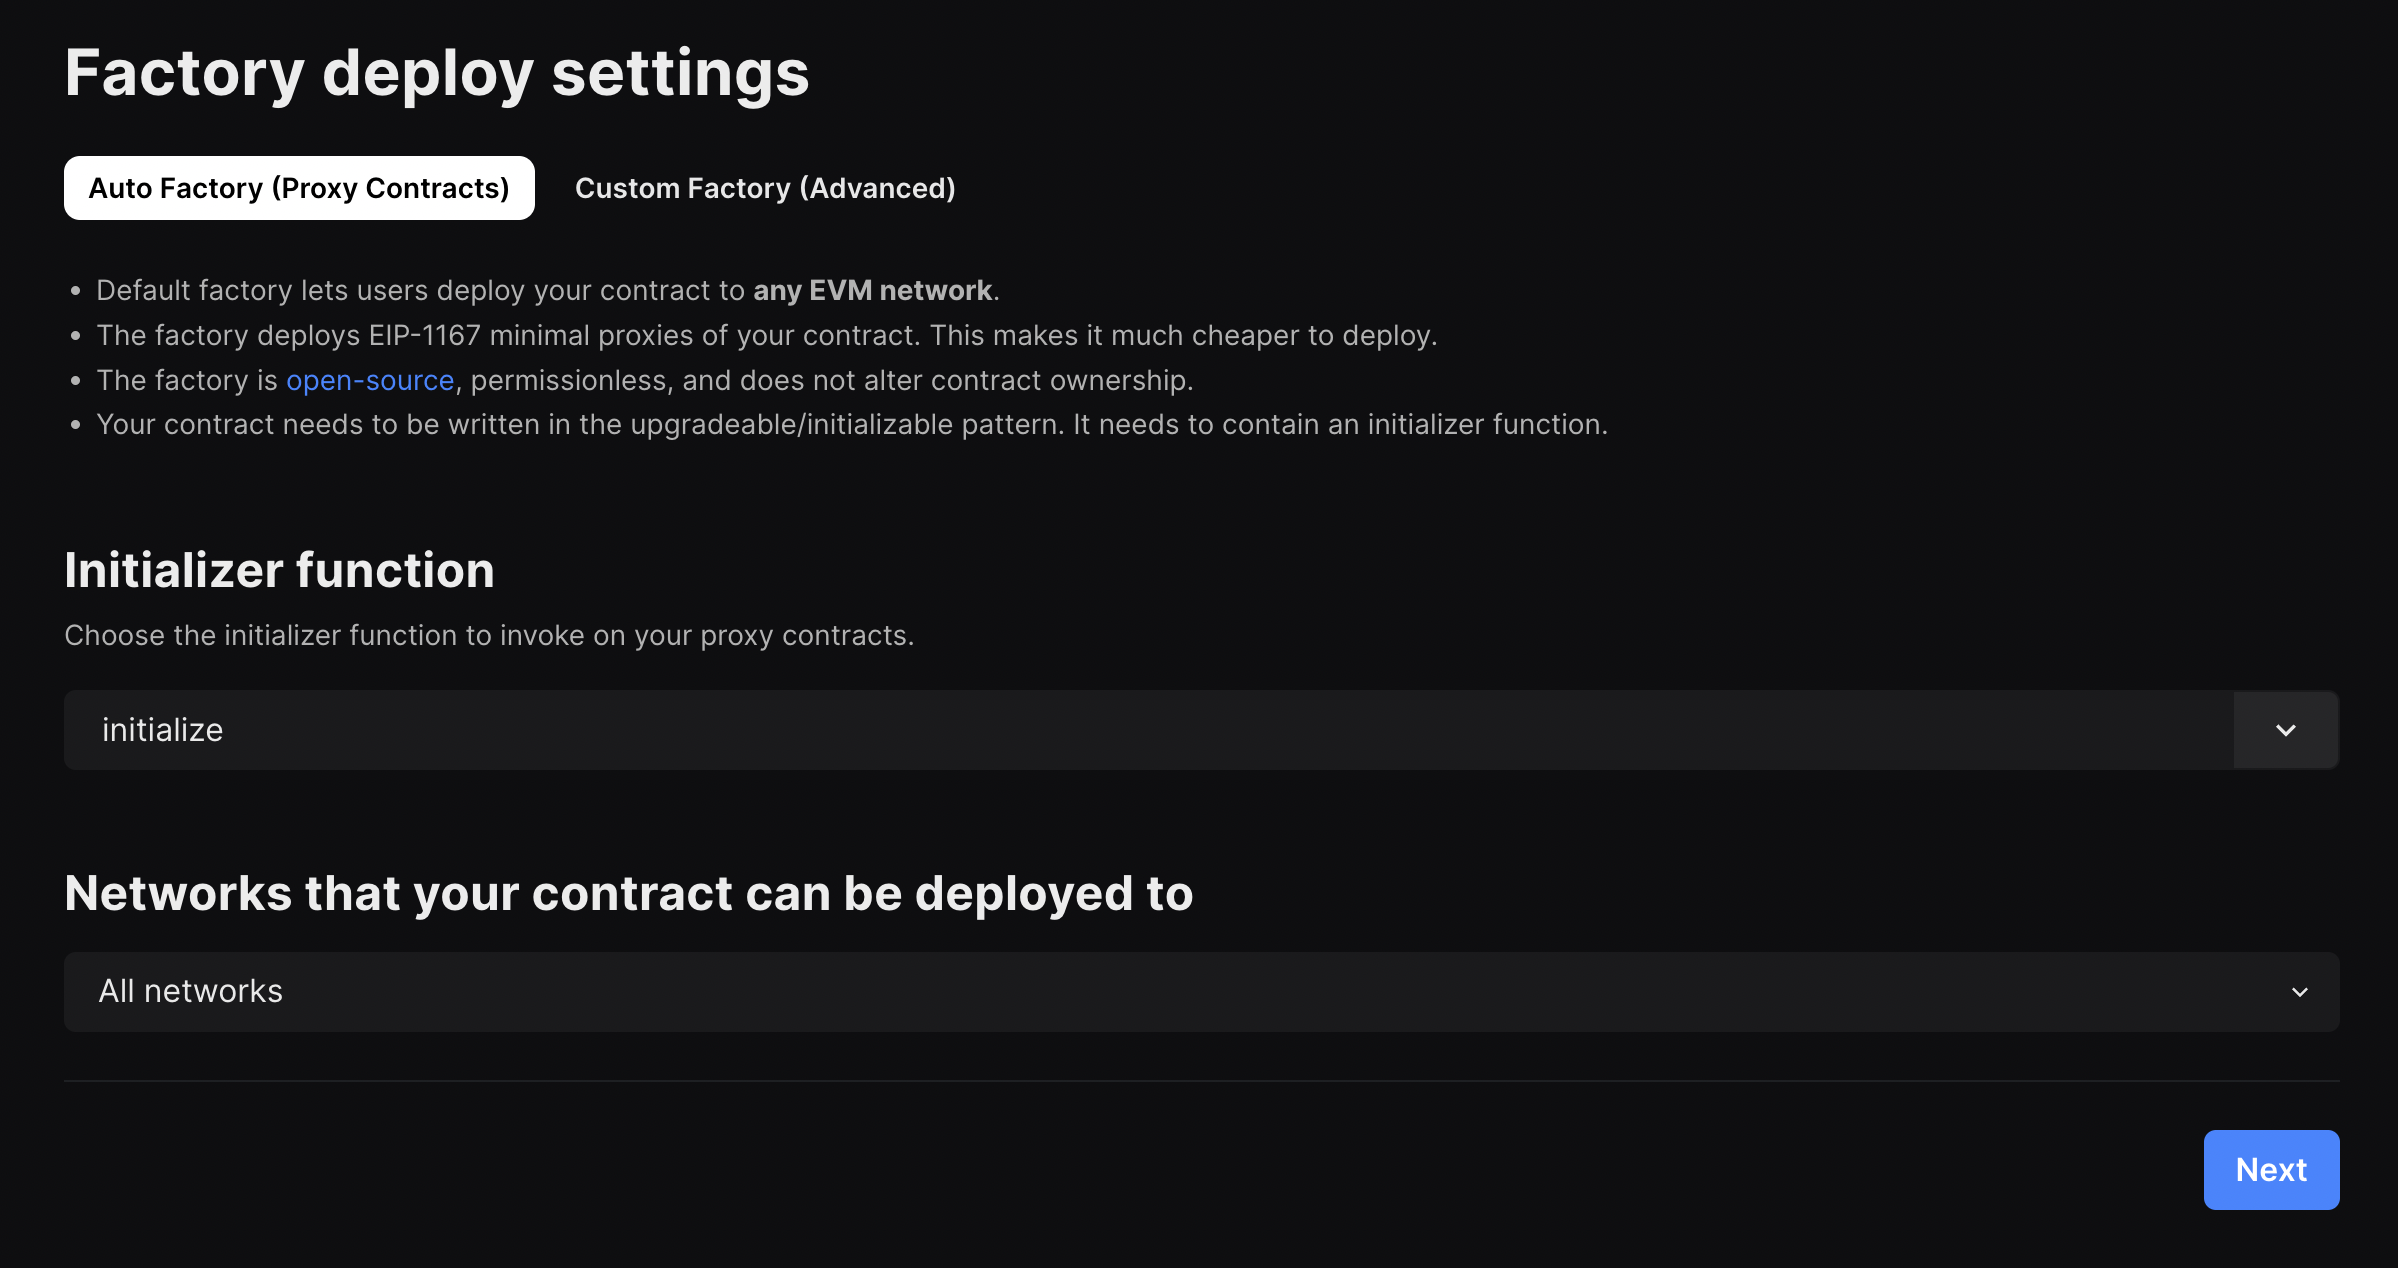 Factory deploy settings
Auto Factory (Proxy Contracts) Custom Factory (Advanced)
• Default factory lets users deploy your contract to any EVM network.
• The factory deploys EIP-1167 minimal proxies of your contract. This makes it much cheaper to deploy.
• The factory is open-source, permissionless, and does not alter contract ownership.
• Your contract needs to be written in the upgradeable/initializable pattern. It needs to contain an initializer function.
Initializer function
Choose the initializer function to invoke on your proxy contracts.
initialize
Networks that your contract can be deployed to
All networks
Next